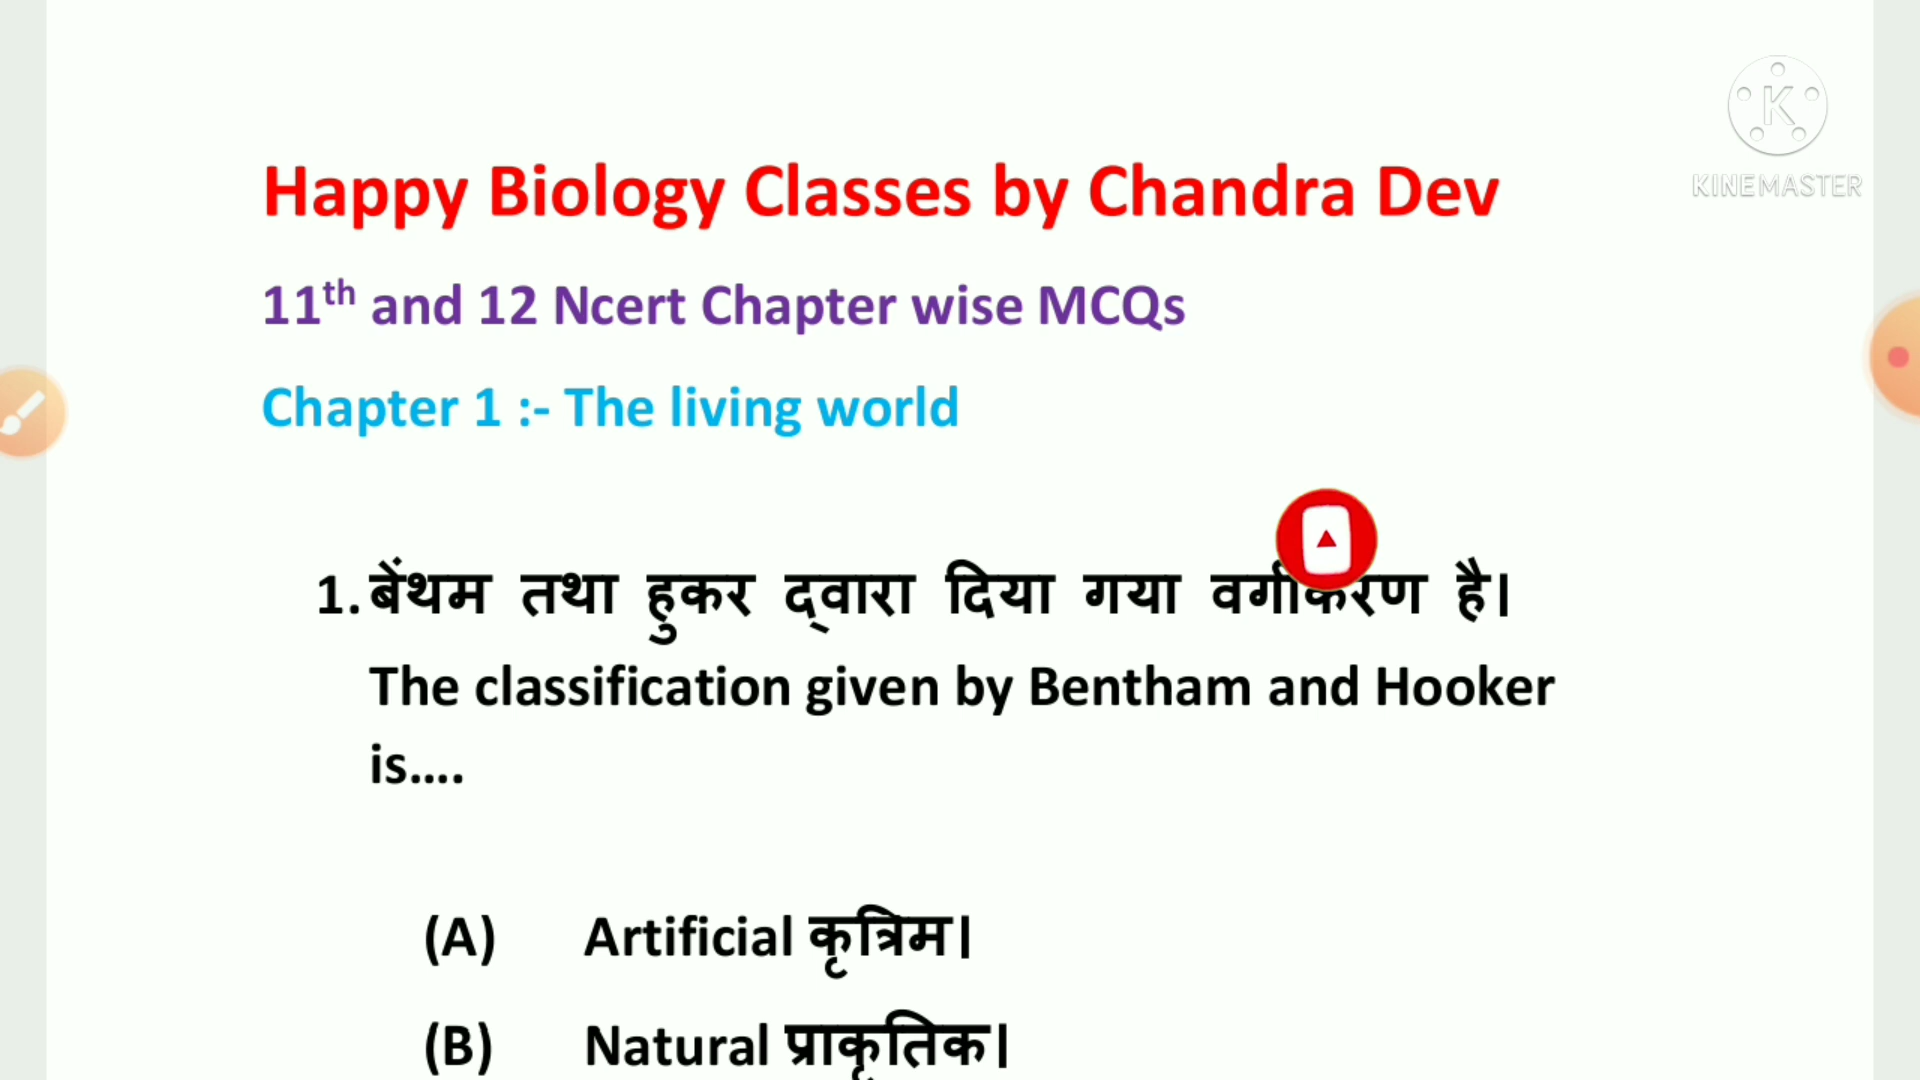 K
KINEMASTER
Happy Biology Classes by Chandra Dev
11th and 12 Ncert Chapter wise MCQs
Chapter 1 :- The living world
1. बेंथम तथा हुकर द्वारा दिया गया वर्गीकरण है।
The classification given by Bentham and Hooker
is....
(A) Artificial कृत्रिम।
(B) Natural प्राकृतिक।